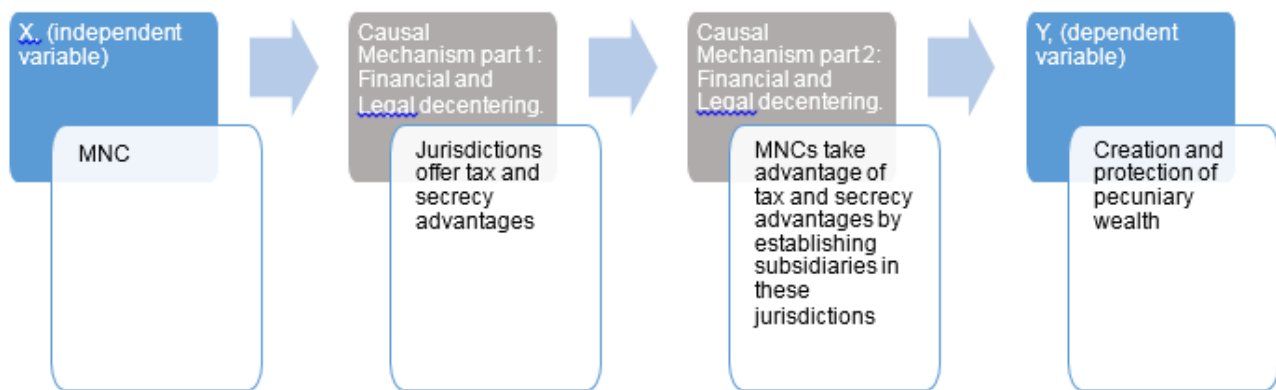 X. (independent
variable)
MNC
Causal
Mechanism part 1:
Financial and
Legal decentering.
Jurisdictions
offer tax and
secrecy
advantages
Causal
Mechanism part 2:
Financial and
Legal decentering.
MNCs take
advantage of
tax and secrecy
advantages by
establishing
subsidiaries in
these
jurisdictions
Y, (dependent
variable)
Creation and
protection of
pecuniary
wealth